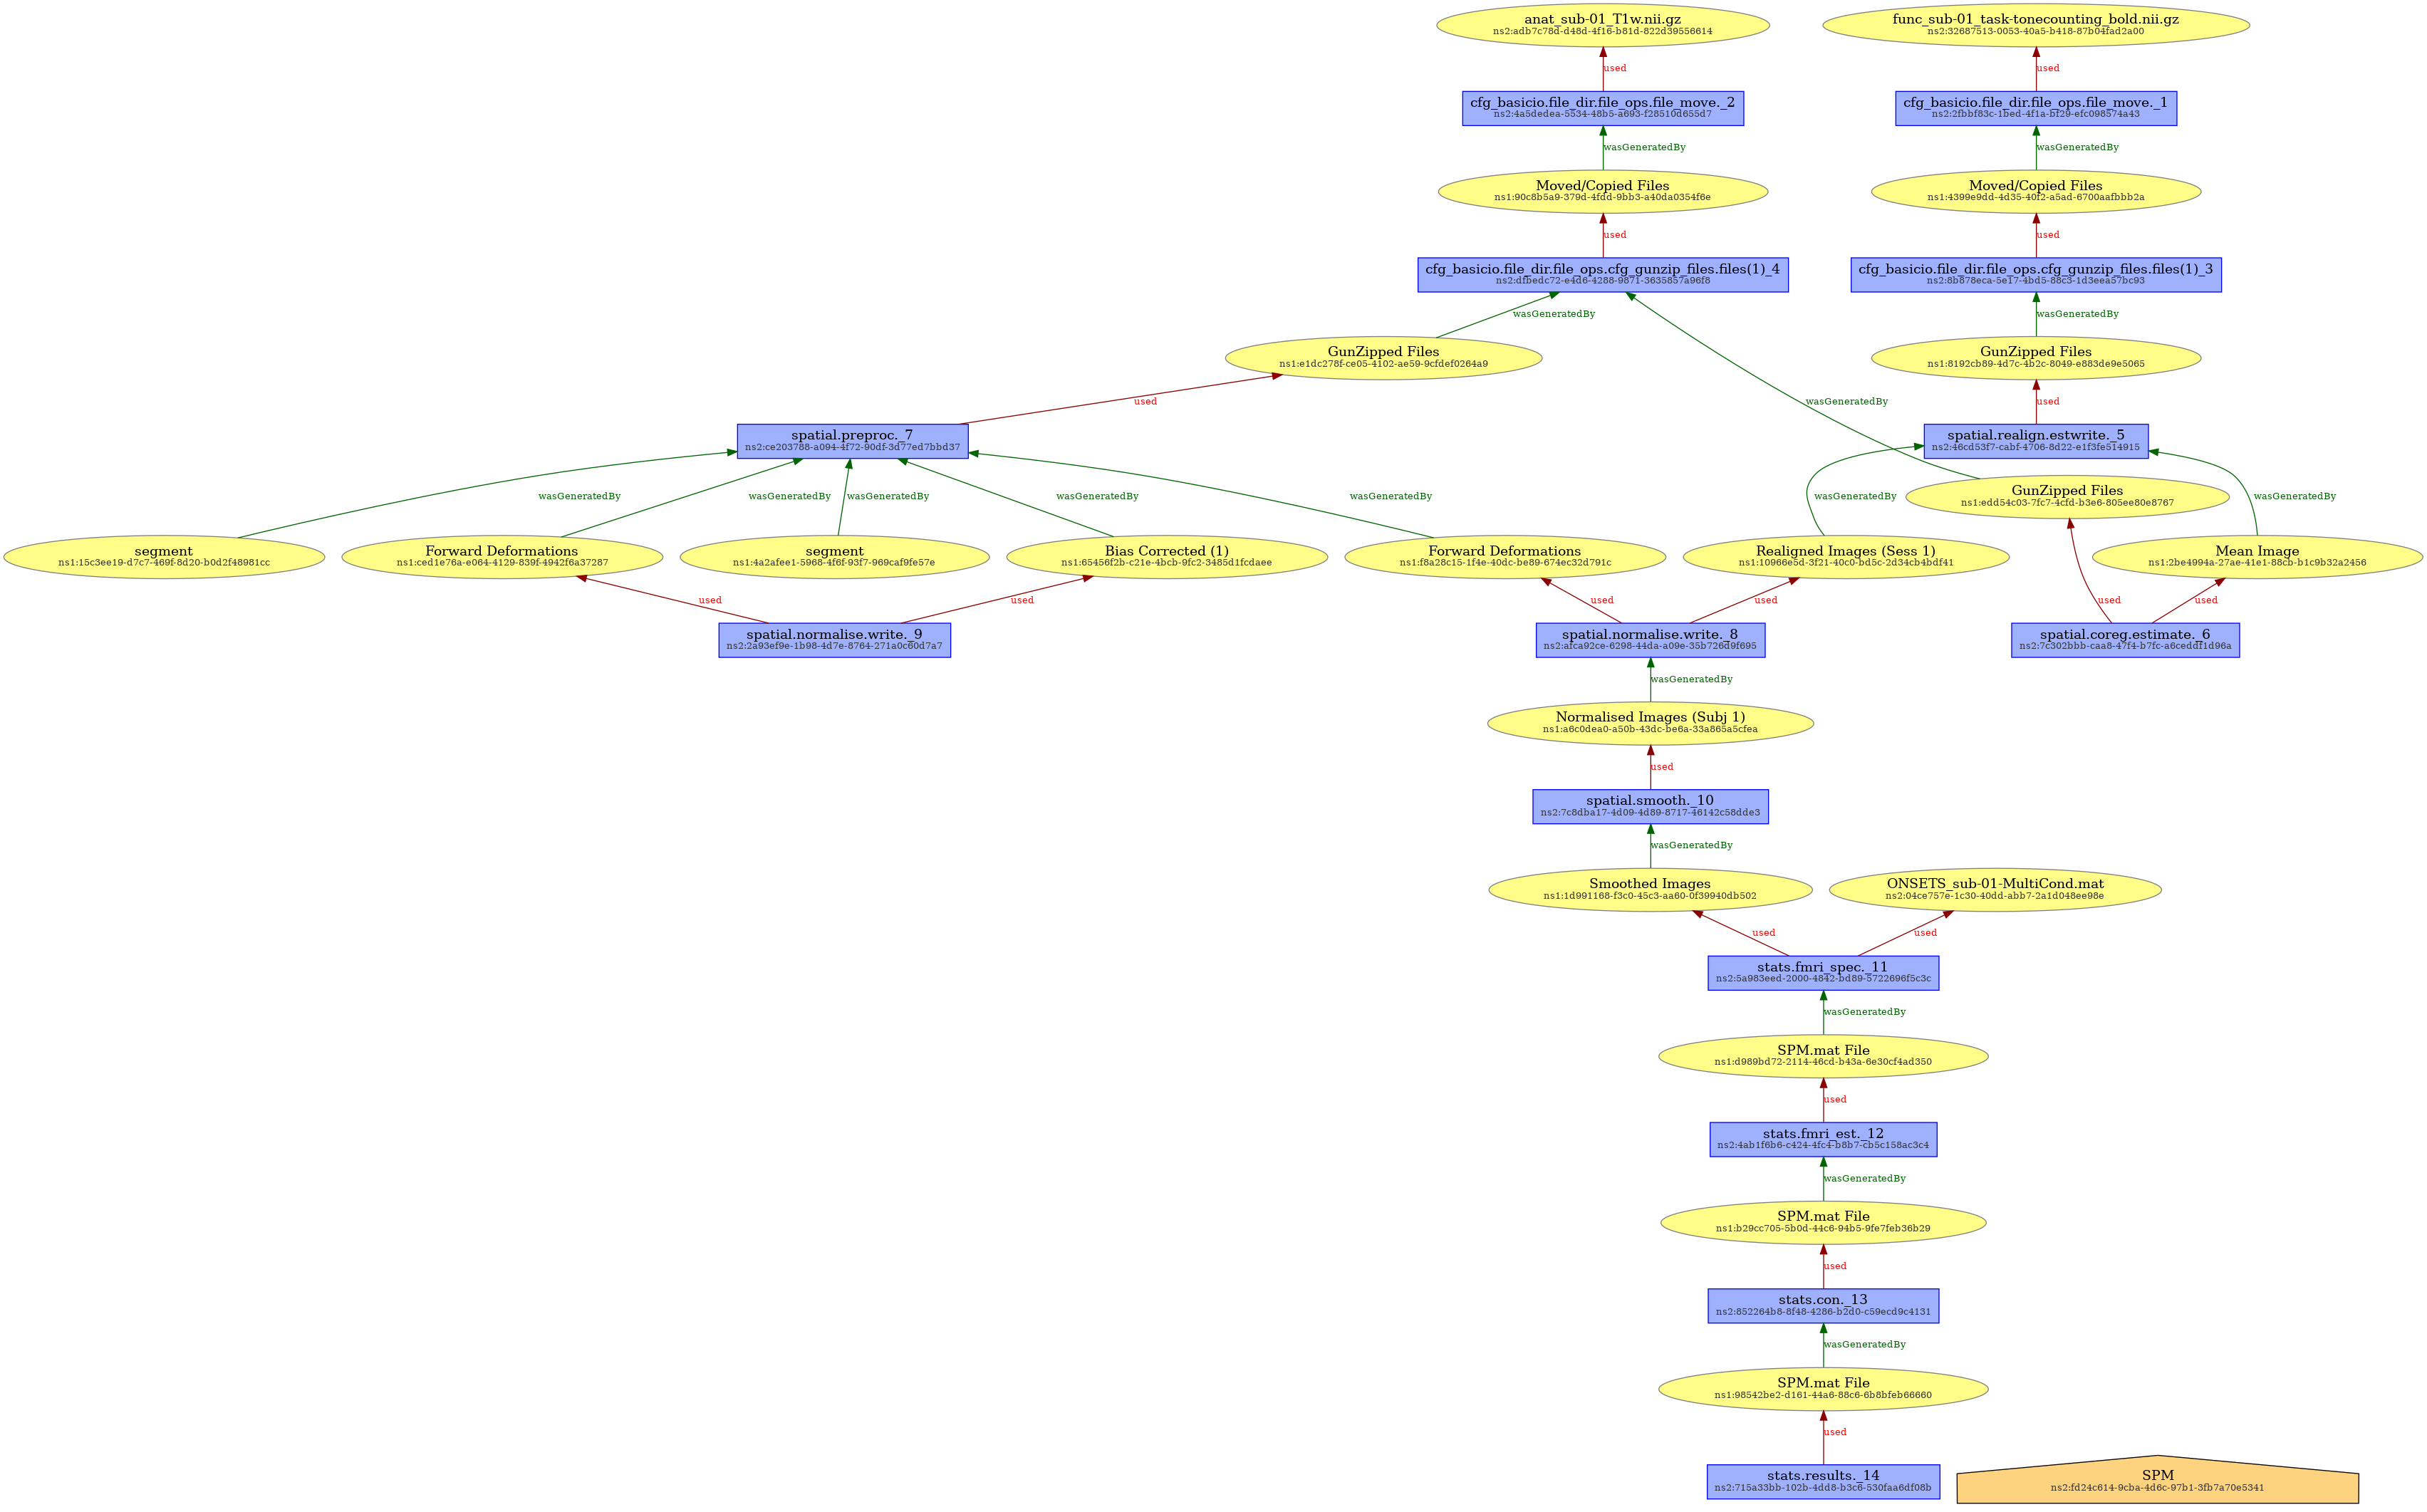 anat_sub-01_T1w.nii.gz
ns2:adb7c78d-d48d-4f16-b81d-822d39556614
func_sub-01_task-tonecounting_bold.nii.gz
ns2:32687513-0053-40a5-b418-87b04fad2a00
used
used
cfg_basicio.file_dir.file_ops.file_move._2
ns2:4a5dedea-5534-48b5-a693-f28510d655d7
cfg_basicio.file_dir.file_ops.file_move._1
ns2:2fbbf83c-1bed-4f1a-bf29-efc098574a43
wasGeneratedBy
wasGeneratedBy
Moved/Copied Files
ns1:90c8b5a9-379d-4fdd-9bb3-a40da0354f6e
Moved/Copied Files
ns1:4399e9dd-4d35-40f2-a5ad-6700aafbbb2a
used
used
cfg_basicio.file_dir.file_ops.cfg_gunzip_files.files(1)_4
ns2:dfbedc72-e4d6-4288-9871-3635857a96f8
cfg_basicio.file_dir.file_ops.cfg_gunzip_files.files(1)_3
ns2:8b878eca-5e17-4bd5-88c3-1d3eea57bc93
wasGeneratedBy
wasGeneratedBy
GunZipped Files
ns1:e1dc278f-ce05-4102-ae59-9cfdef0264a9
GunZipped Files
ns1:8192cb89-4d7c-4b2c-8049-e883de9e5065
used
wasGeneratedBy
used
spatial.preproc._7
ns2:ce203788-a094-4f72-90df-3d77ed7bbd37
spatial.realign.estwrite._5
ns2:46cd53f7-cabf-4706-8d22-e1f3fe514915
wasGeneratedBy
wasGeneratedBy
wasGeneratedBy
wasGeneratedBy
wasGeneratedBy
wasGeneratedBy
GunZipped Files
ns1:edd54c03-7fc7-4cfd-b3e6-805ee80e8767
wasGeneratedBy
segment
ns1:15c3ee19-d7c7-469f-8d20-b0d2f48981cc
Forward Deformations
ns1:ced1e76a-e064-4129-839f-4942f6a37287
segment
ns1:4a2afee1-5968-4f6f-93f7-969caf9fe57e
Bias Corrected (1)
ns1:65456f2b-c21e-4bcb-9fc2-3485d1fcdaee
Forward Deformations
ns1:f8a28c15-1f4e-40dc-be89-674ec32d791c
Realigned Images (Sess 1)
ns1:10966e5d-3f21-40c0-bd5c-2d34cb4bdf41
Mean Image
ns1:2be4994a-27ae-41e1-88cb-b1c9b32a2456
used
used
used
used
used
used
spatial.normalise.write._9
ns2:2a93ef9e-1b98-4d7e-8764-271a0c60d7a7
spatial.normalise.write._8
ns2:afca92ce-6298-44da-a09e-35b726d9f695
spatial.coreg.estimate._6
ns2:7c302bbb-caa8-47f4-b7fc-a6ceddf1d96a
wasGeneratedBy
Normalised Images (Subj 1)
ns1:a6c0dea0-a50b-43dc-be6a-33a865a5cfea
used
spatial.smooth._10
ns2:7c8dba17-4d09-4d89-8717-46142c58dde3
wasGeneratedBy
Smoothed Images
ns1:1d991168-f3c0-45c3-aa60-0f39940db502
ONSETS_sub-01-MultiCond.mat
ns2:04ce757e-1c30-40dd-abb7-2a1d048ee98e
used
used
stats.fmri_spec._11
ns2:5a983eed-2000-4842-bd89-5722696f5c3c
wasGeneratedBy
SPM.mat File
ns1:d989bd72-2114-46cd-b43a-6e30cf4ad350
used
stats.fmri_est._12
ns2:4ab1f6b6-c424-4fc4-b8b7-cb5c158ac3c4
wasGeneratedBy
SPM.mat File
ns1:b29cc705-5b0d-44c6-94b5-9fe7feb36b29
used
stats.con._13
ns2:852264b8-8f48-4286-b2d0-c59ecd9c4131
wasGeneratedBy
SPM.mat File
ns1:98542be2-d161-44a6-88c6-6b8bfeb66660
used
stats.results._14
ns2:715a33bb-102b-4dd8-b3c6-530faa6df08b
SPM
ns2:fd24c614-9cba-4d6c-97b1-3fb7a70e5341